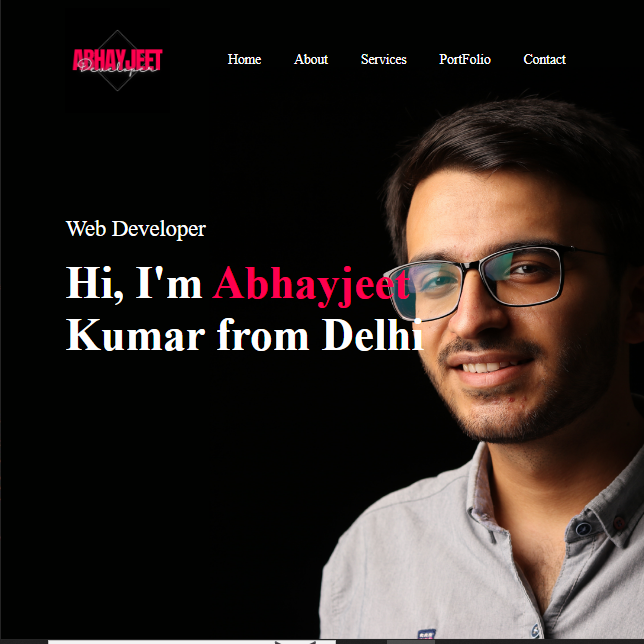 ABHAYJEET
Developer
Home About Services PortFolio Contact
Web Developer
Hi, I'm Abhayjeet
Kumar from Delhi